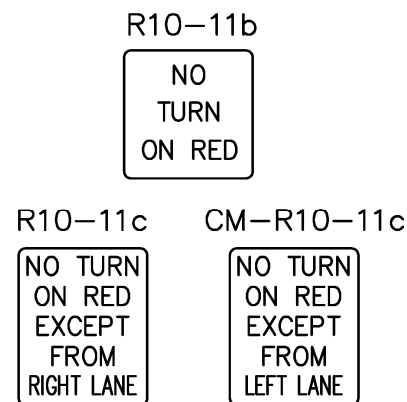 R10-11b
NO
TURN
ON RED
R10-11c
NO TURN
ON RED
EXCEPT
FROM
RIGHT LANE
CM-R10-11c
NO TURN
ON RED
EXCEPT
FROM
LEFT LANE